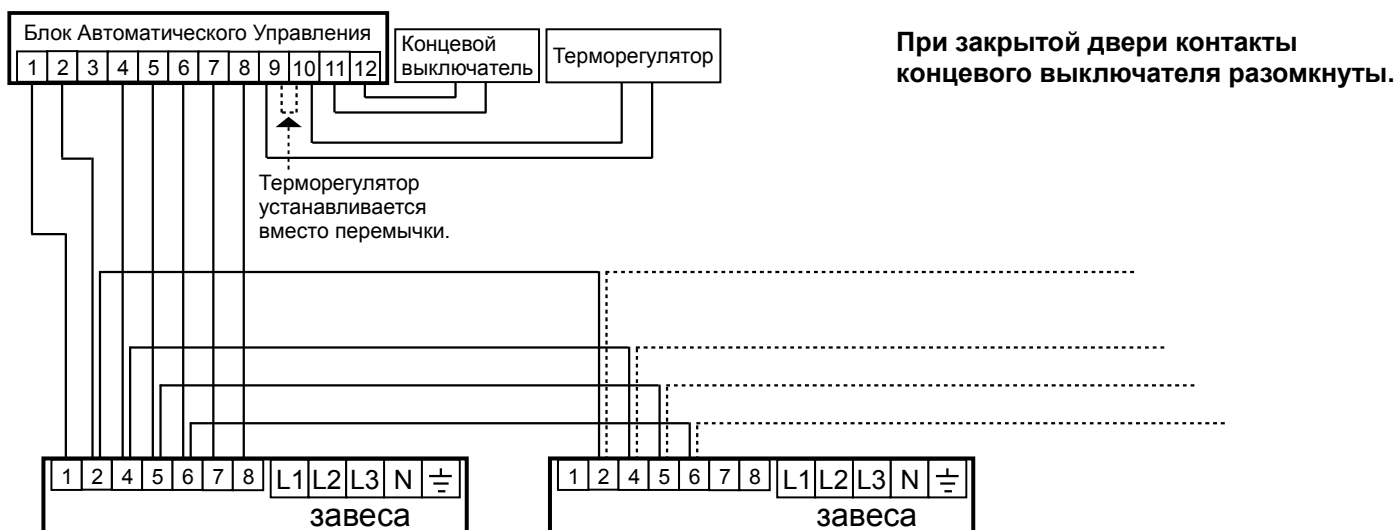 Блок Автоматического Управления
1 2 3 4 5 6 7 8 9 10 11 12
Концевой
выключатель
Терморегулятор
При закрытой двери контакты
концевого выключателя разомкнуты.
Терморегулятор
устанавливается
вместо перемычки.
1 2 4 5 6 7 8 L1 L2 L3 N
завеса
1 2 4 5 6 7 8 L1 L2 L3 N
завеса